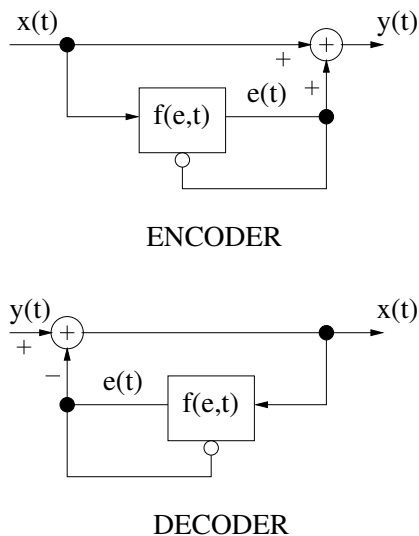 x(t) y(t)
+ +
f(e,t) e(t) +
ENCODER
y(t) x(t)
+ +
−
e(t) f(e,t)
DECODER